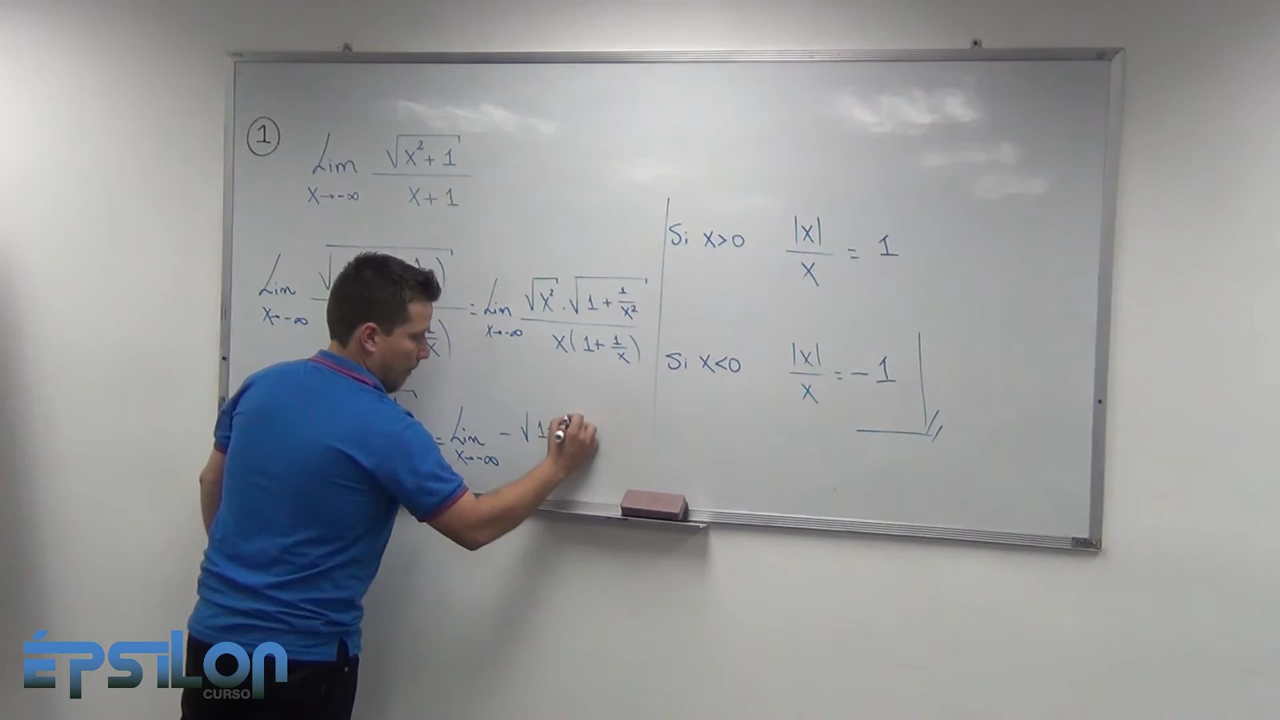 1
Lim √(x²+1)
x→-∞ x+1
Lim √
x→-∞
= Lim √x² · √(1 + 1/x²)
x→-∞ x(1 + 1/x)
= Lim - √1
x→-∞
Si x>0 |x|/x = 1
Si x<0 |x|/x = -1
ÉPSILON
CURSO